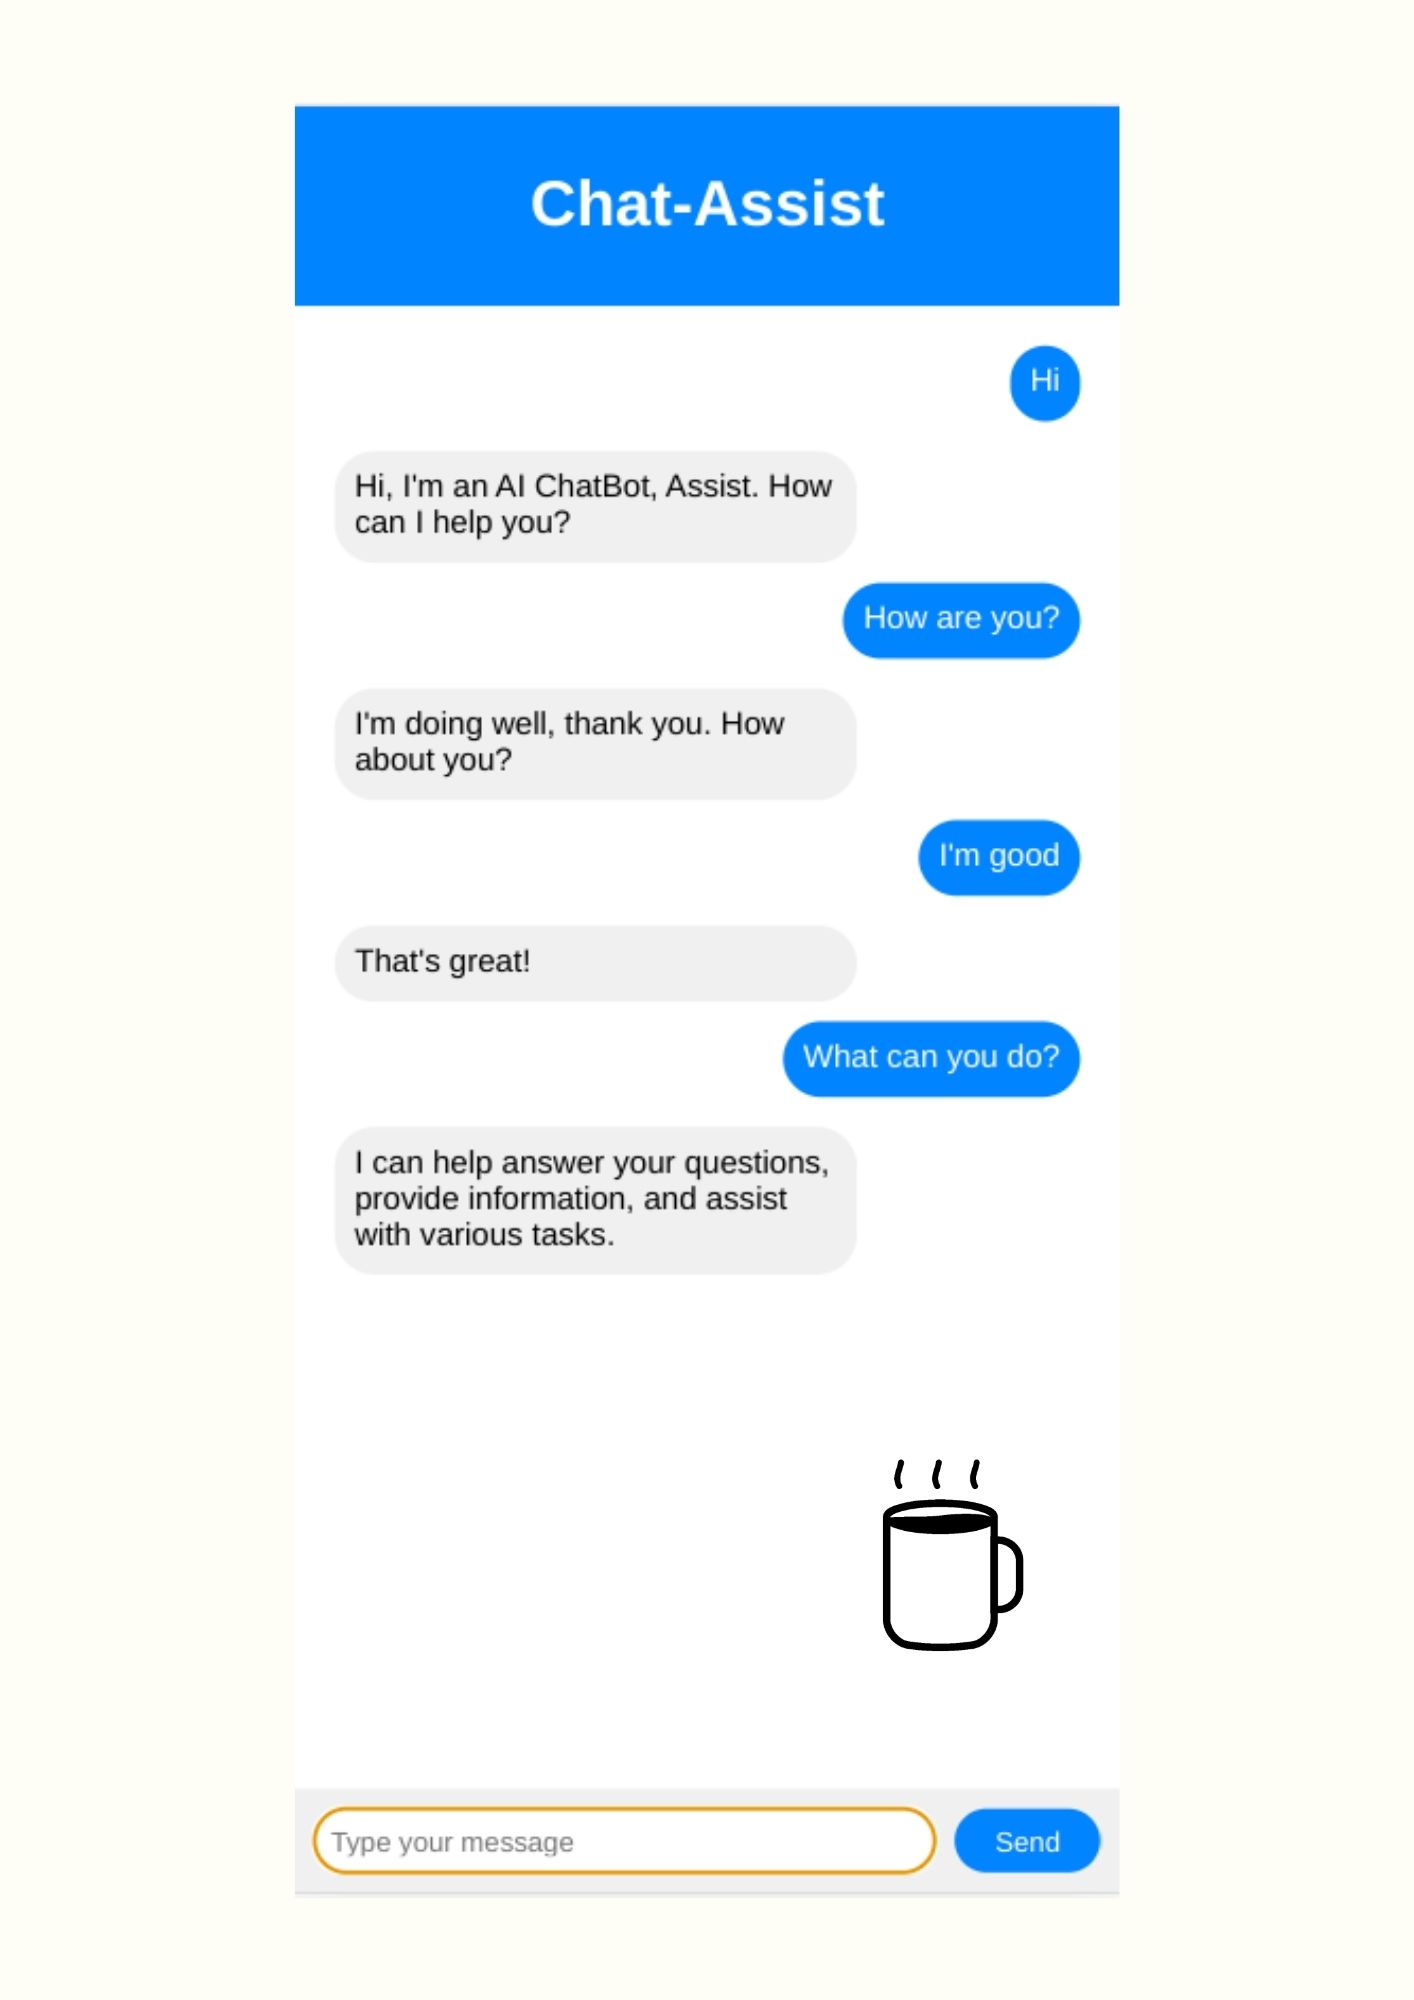 Chat-Assist
Hi
Hi, I'm an AI ChatBot, Assist. How
can I help you?
How are you?
I'm doing well, thank you. How
about you?
I'm good
That's great!
What can you do?
I can help answer your questions,
provide information, and assist
with various tasks.
Type your message
Send